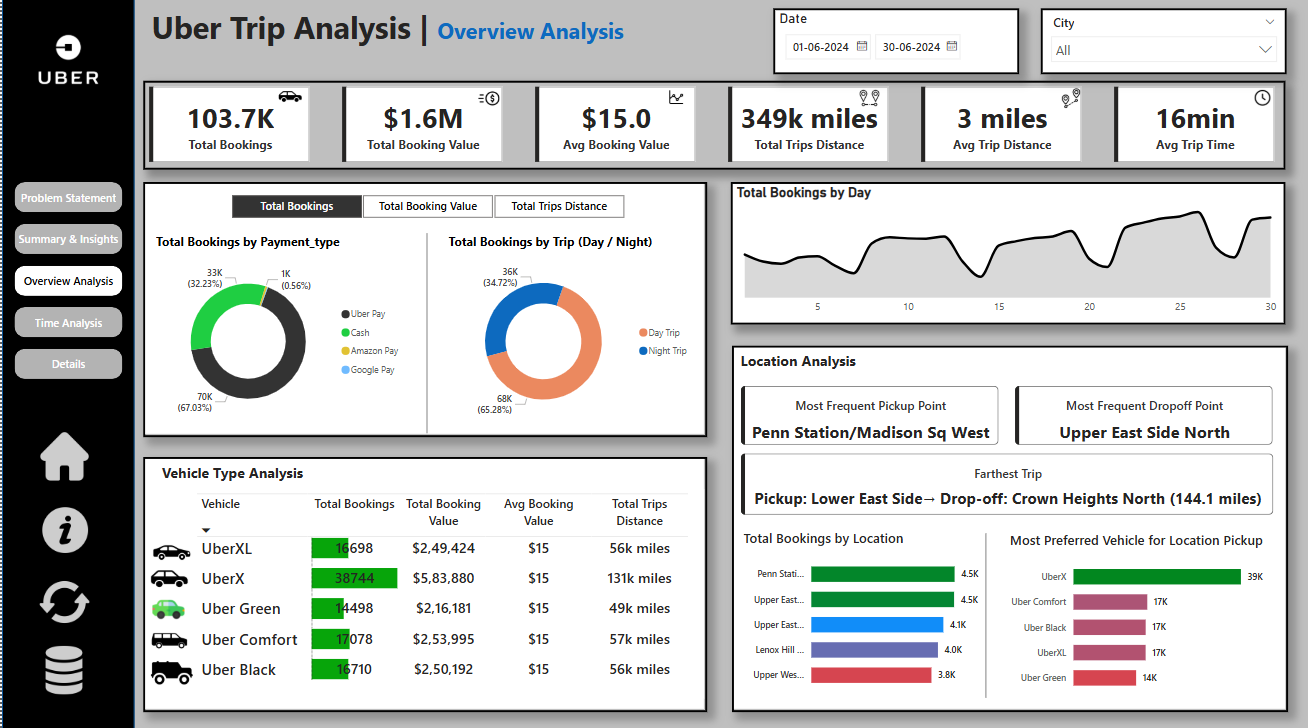 UBER
Problem Statement
Summary & Insights
Overview Analysis
Time Analysis
Details
Uber Trip Analysis | Overview Analysis
Date
01-06-2024 30-06-2024
City
All
103.7K
Total Bookings
$1.6M
Total Booking Value
$15.0
Avg Booking Value
349k miles
Total Trips Distance
3 miles
Avg Trip Distance
16min
Avg Trip Time
Total Bookings Total Booking Value Total Trips Distance
Total Bookings by Payment_type
33K
(32.23%)
1K
(0.56%)
70K
(67.03%)
Uber Pay
Cash
Amazon Pay
Google Pay
Total Bookings by Trip (Day / Night)
36K
(34.72%)
68K
(65.28%)
Day Trip
Night Trip
Total Bookings by Day
5 10 15 20 25 30
Vehicle Type Analysis
Vehicle Total Bookings Total Booking Value Avg Booking Value Total Trips Distance
UberXL 16698 $2,49,424 $15 56k miles
UberX 38744 $5,83,880 $15 131k miles
Uber Green 14498 $2,16,181 $15 49k miles
Uber Comfort 17078 $2,53,995 $15 57k miles
Uber Black 16710 $2,50,192 $15 56k miles
Location Analysis
Most Frequent Pickup Point
Penn Station/Madison Sq West
Most Frequent Dropoff Point
Upper East Side North
Farthest Trip
Pickup: Lower East Side→ Drop-off: Crown Heights North (144.1 miles)
Total Bookings by Location
Penn Stati... 4.5K
Upper East... 4.5K
Upper East... 4.1K
Lenox Hill ... 4.0K
Upper Wes... 3.8K
Most Preferred Vehicle for Location Pickup
UberX 39K
Uber Comfort 17K
Uber Black 17K
UberXL 17K
Uber Green 14K